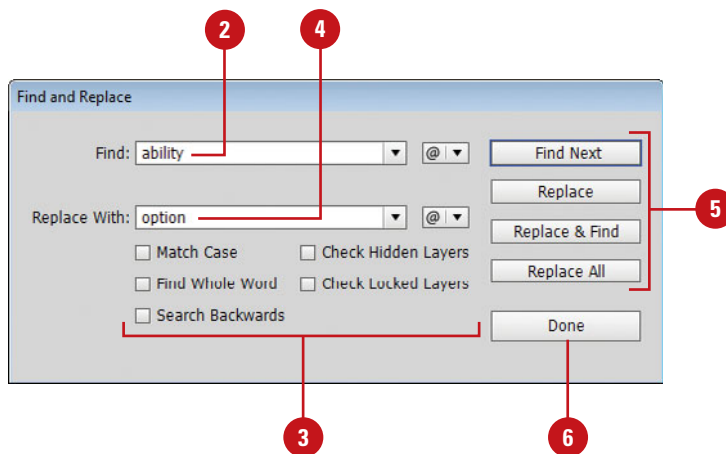 2 4
Find and Replace
Find: ability @ Find Next
Replace
Replace With: option @ Replace & Find
5
Match Case Check Hidden Layers
Find Whole Word Check Locked Layers Replace All
Search Backwards Done
3 6